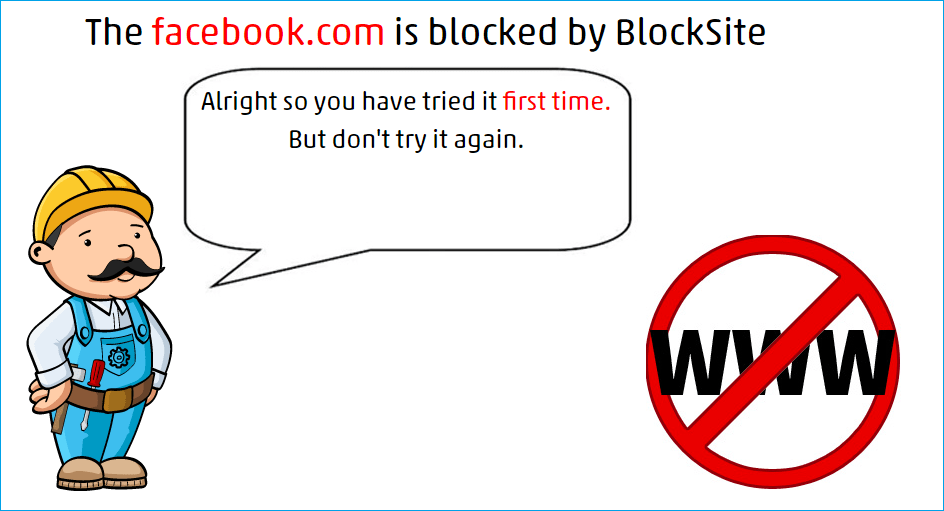 The facebook.com is blocked by BlockSite
Alright so you have tried it first time.
But don't try it again.
WWW